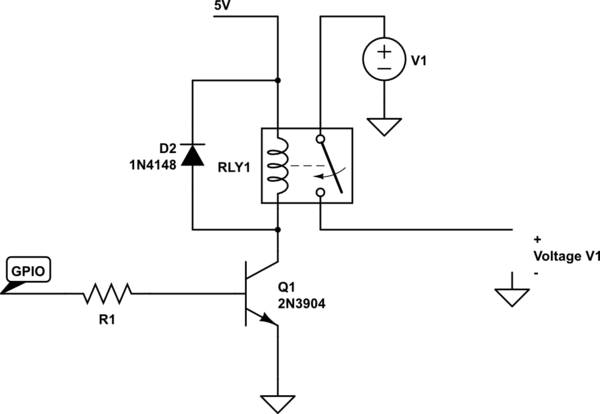 5V
+
−
V1
D2
1N4148
RLY1
+
Voltage V1
-
GPIO
Q1
2N3904
R1